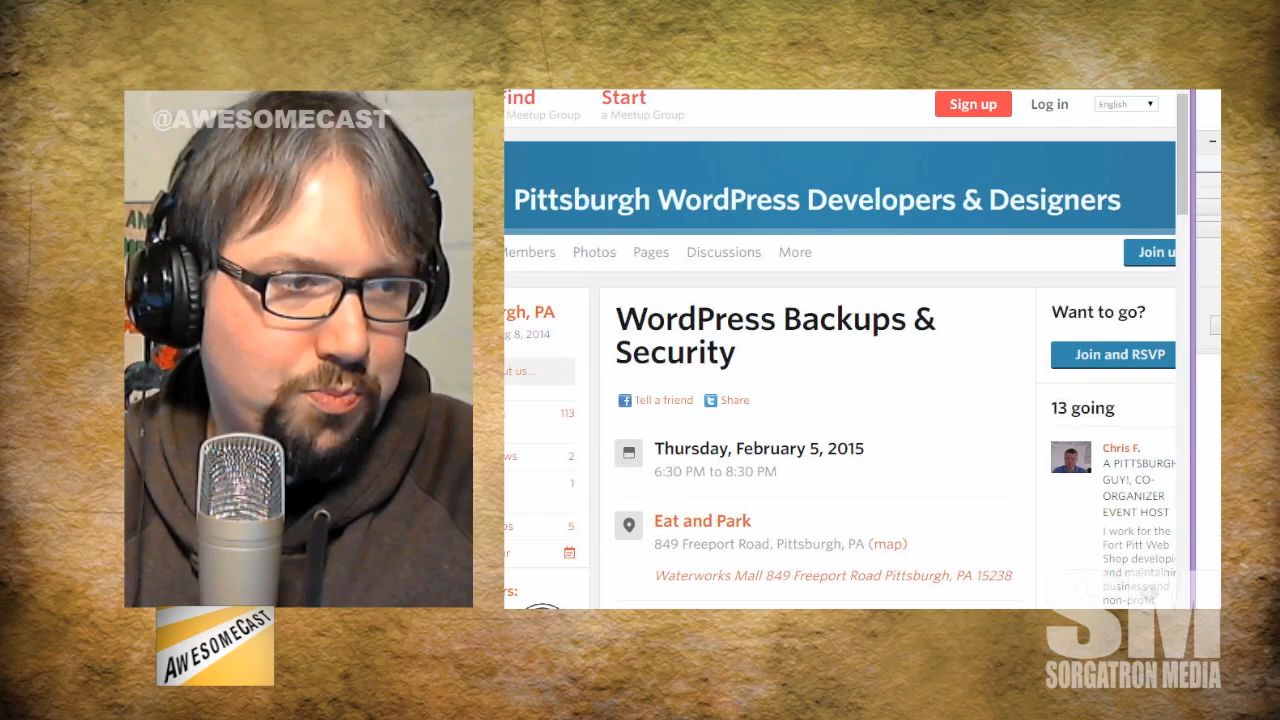 @AWESOMECAST
Find
Start
Meetup Group
a Meetup Group
Sign up
Log in
English
Pittsburgh WordPress Developers & Designers
Members
Photos
Pages
Discussions
More
Join u
rgh, PA
g 8, 2014
ut us...
113
ws
2
1
5
WordPress Backups &
Security
Tell a friend
Share
Thursday, February 5, 2015
6:30 PM to 8:30 PM
Eat and Park
849 Freeport Road, Pittsburgh, PA (map)
Waterworks Mall 849 Freeport Road Pittsburgh, PA 15238
Want to go?
Join and RSVP
13 going
Chris F.
A PITTSBURGH
GUY!, CO-
ORGANIZER
EVENT HOST
I work for the
Fort Pitt Web
Shop developi
and maintainin
business and
non-profit
AWESOMECAST
SM
SORGATRON MEDIA